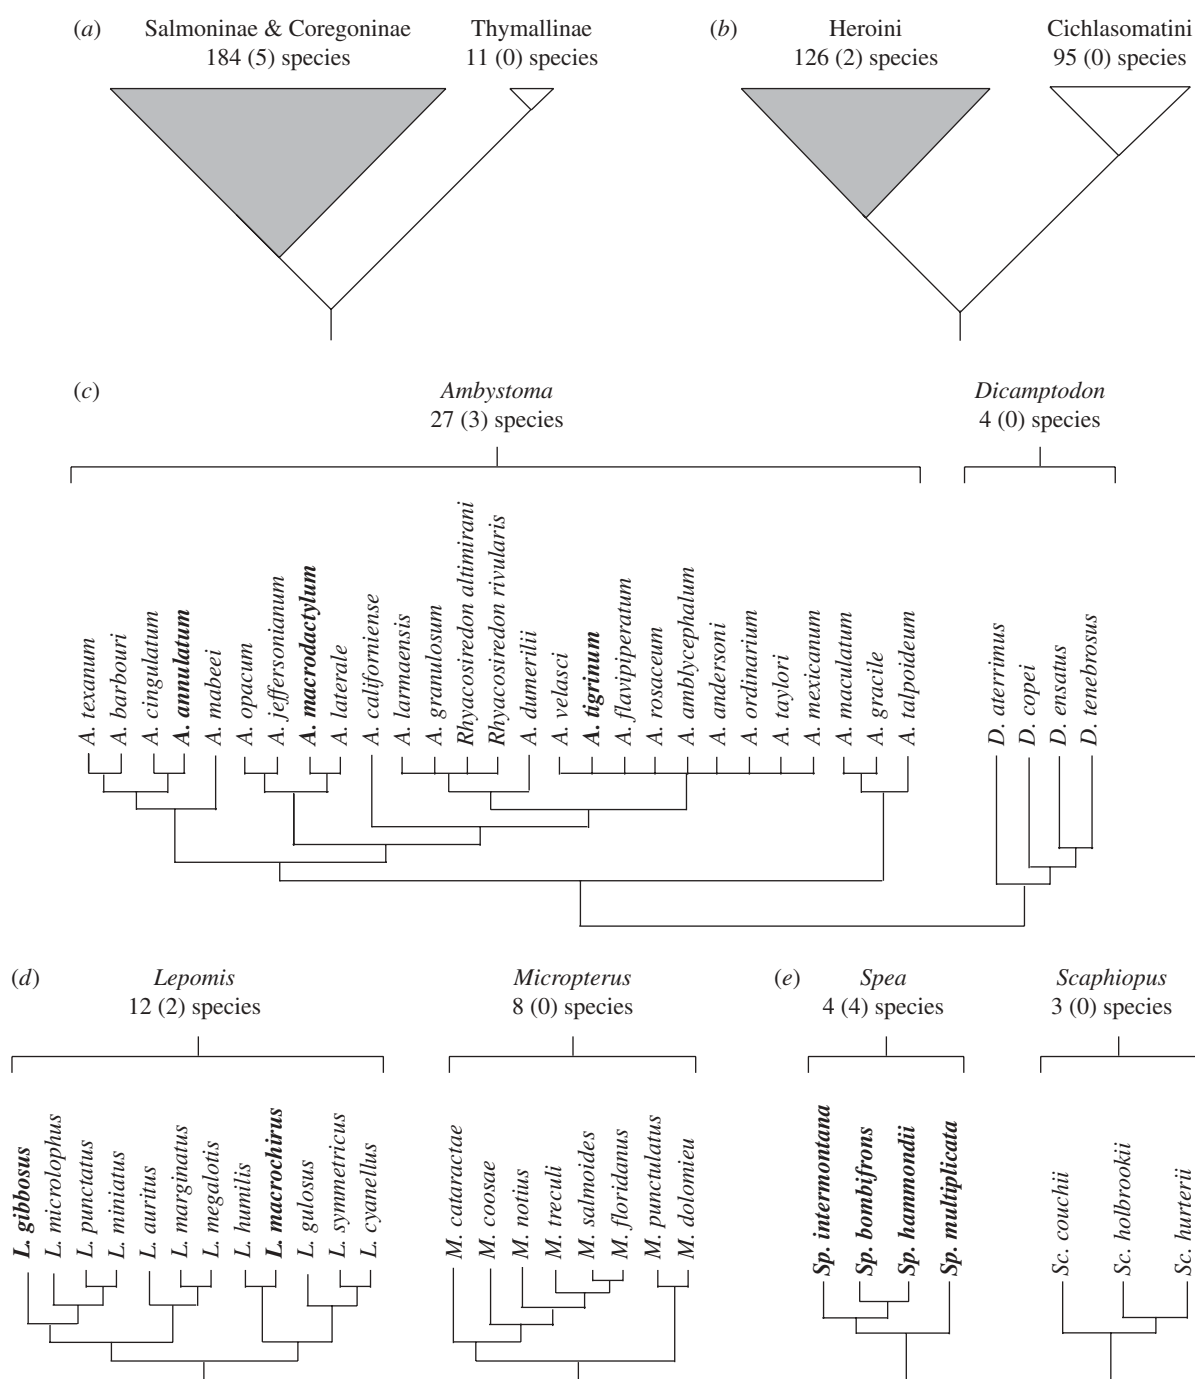 (a)
Salmoninae & Coregoninae
184 (5) species
Thymallinae
11 (0) species
(b)
Heroini
126 (2) species
Cichlasomatini
95 (0) species
(c)
Ambystoma
27 (3) species
Dicamptodon
4 (0) species
A. texanum
A. barbouri
A. cingulatum
A. annulatum
A. mabeei
A. opacum
A. jeffersonianum
A. macrodactylum
A. laterale
A. californiense
A. larmaensis
A. granulosum
Rhyacosiredon altimirani
Rhyacosiredon rivularis
A. dumerilii
A. velasci
A. tigrinum
A. flavipiperatum
A. rosaceum
A. amblycephalum
A. andersoni
A. ordinarium
A. taylori
A. mexicanum
A. maculatum
A. gracile
A. talpoideum
D. aterrimus
D. copei
D. ensatus
D. tenebrosus
(d)
Lepomis
12 (2) species
Micropterus
8 (0) species
(e)
Spea
4 (4) species
Scaphiopus
3 (0) species
L. gibbosus
L. microlophus
L. punctatus
L. miniatus
L. auritus
L. marginatus
L. megalotis
L. humilis
L. macrochirus
L. gulosus
L. symmetricus
L. cyanellus
M. cataractae
M. coosae
M. notius
M. treculi
M. salmoides
M. floridanus
M. punctulatus
M. dolomieu
Sp. intermontana
Sp. bombifrons
Sp. hammondii
Sp. multiplicata
Sc. couchii
Sc. holbrookii
Sc. hurterii